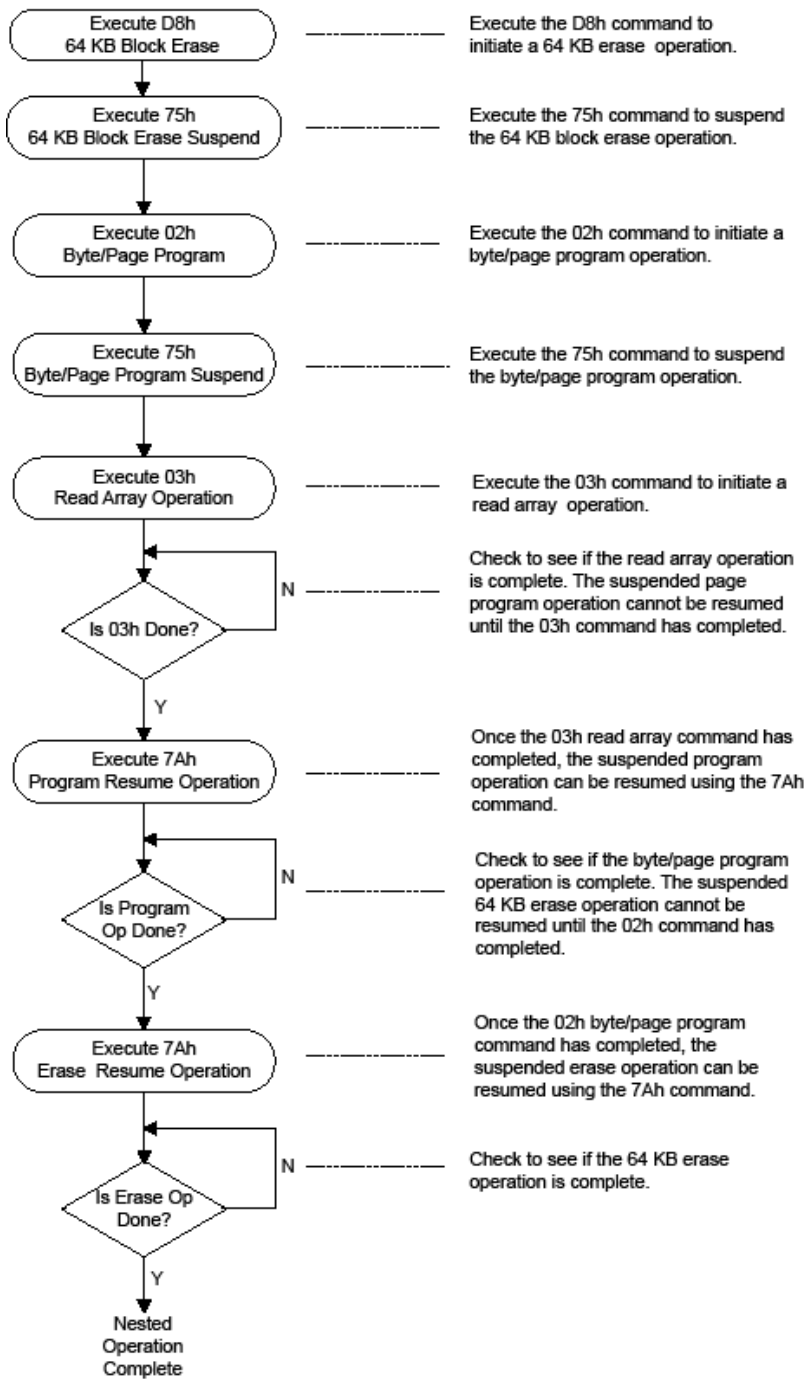 Execute D8h
64 KB Block Erase
Execute the D8h command to
initiate a 64 KB erase operation.
Execute 75h
64 KB Block Erase Suspend
Execute the 75h command to suspend
the 64 KB block erase operation.
Execute 02h
Byte/Page Program
Execute the 02h command to initiate a
byte/page program operation.
Execute 75h
Byte/Page Program Suspend
Execute the 75h command to suspend
the byte/page program operation.
Execute 03h
Read Array Operation
Execute the 03h command to initiate a
read array operation.
Is 03h Done?
N
Y
Check to see if the read array operation
is complete. The suspended page
program operation cannot be resumed
until the 03h command has completed.
Execute 7Ah
Program Resume Operation
Once the 03h read array command has
completed, the suspended program
operation can be resumed using the 7Ah
command.
Is Program
Op Done?
N
Y
Check to see if the byte/page program
operation is complete. The suspended
64 KB erase operation cannot be
resumed until the 02h command has
completed.
Execute 7Ah
Erase Resume Operation
Once the 02h byte/page program
command has completed, the
suspended erase operation can be
resumed using the 7Ah command.
Is Erase Op
Done?
N
Y
Check to see if the 64 KB erase
operation is complete.
Nested
Operation
Complete